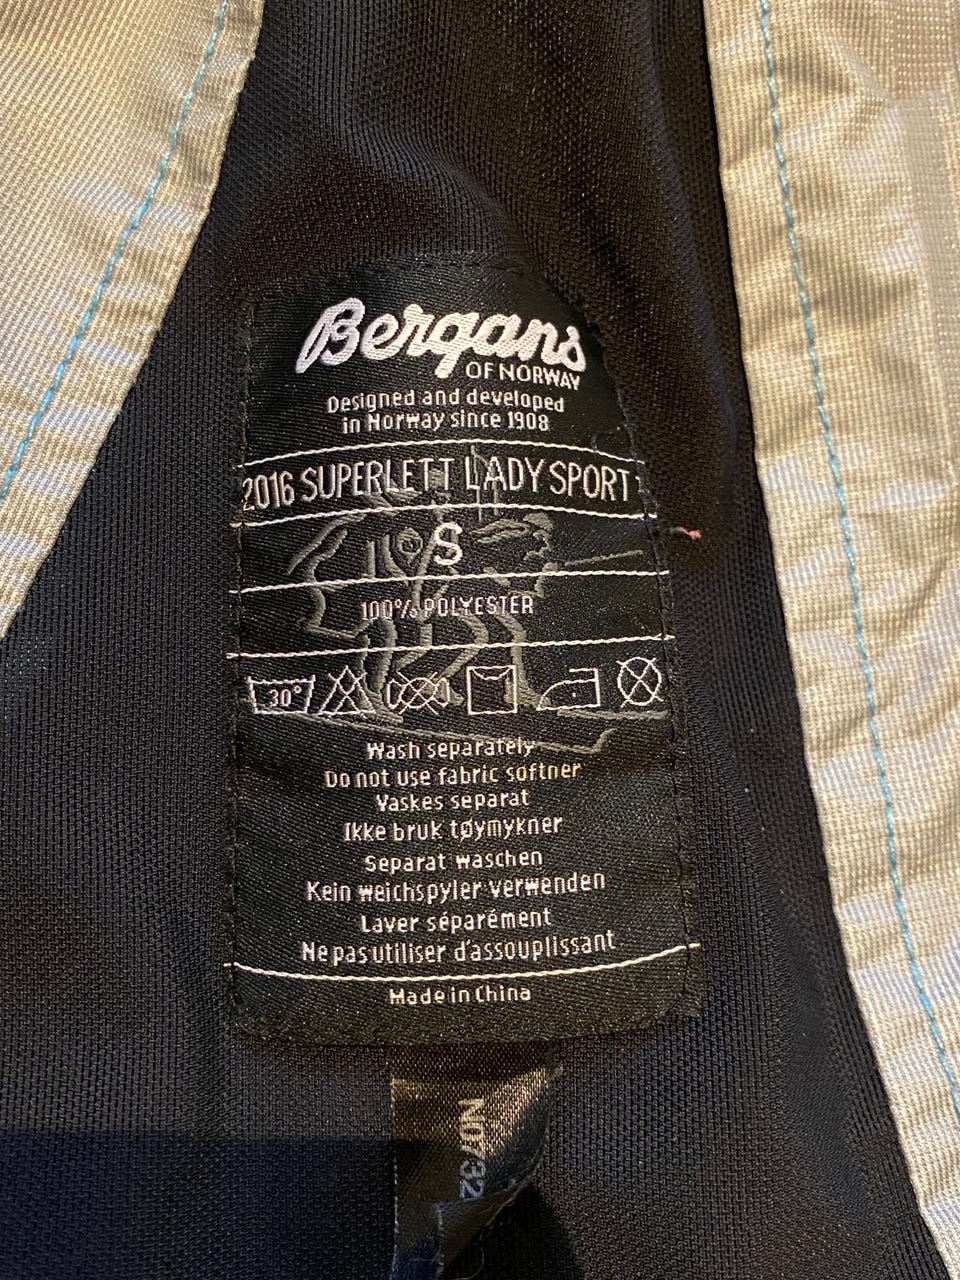 Bergans
OF NORWAY
Designed and developed
in Norway since 1908
2016 SUPERLETT LADY SPORT
S
100% POLYESTER
30°
Wash separately
Do not use fabric softner
Vaskes separat
Ikke bruk tøymykner
Separat waschen
Kein weichspyler verwenden
Laver séparément
Ne pas utiliser d'assouplissant
Made in China